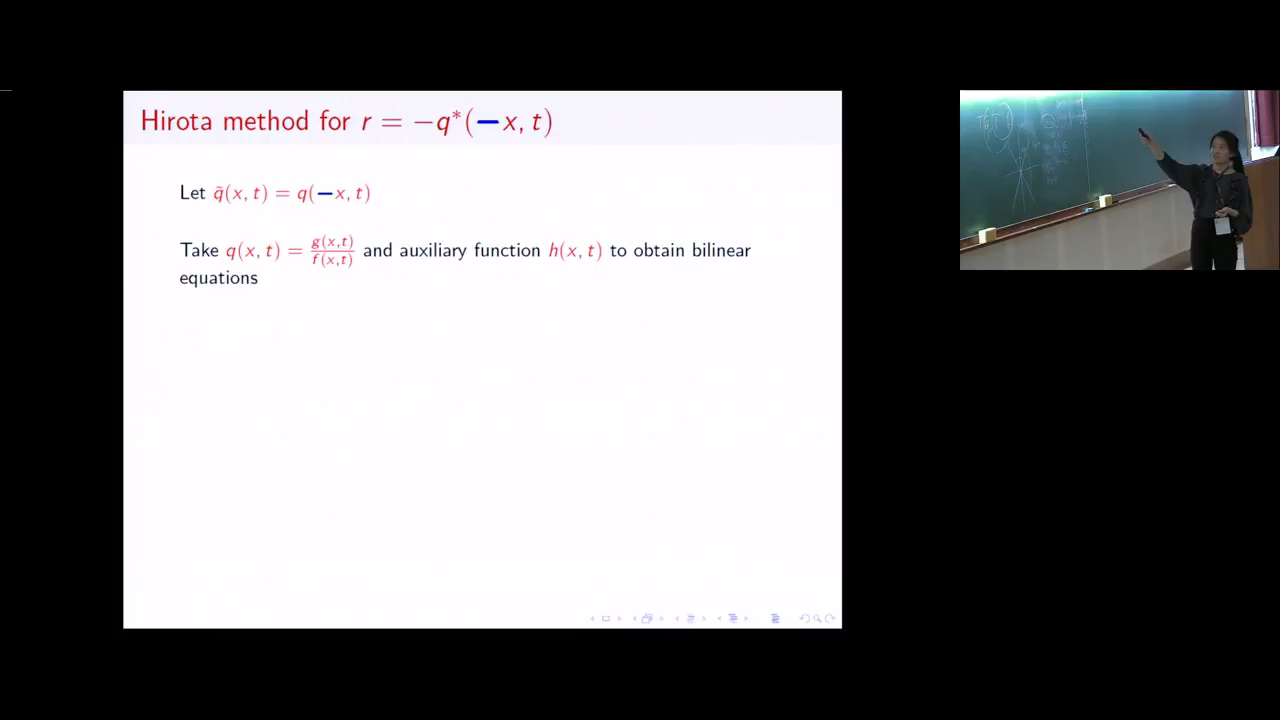 Hirota method for r = −q*(−x, t)
Let q̃(x, t) = q(−x, t)
Take q(x, t) = g(x,t)/f(x,t) and auxiliary function h(x, t) to obtain bilinear
equations